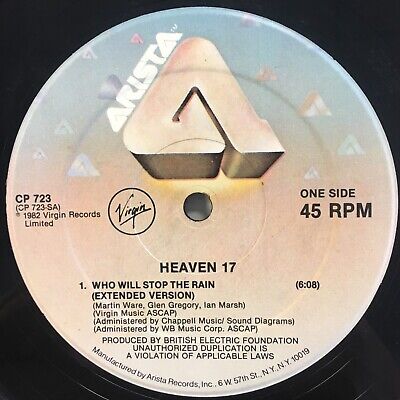 ARISTA™
CP 723
(CP 723-SA)
℗ 1982 Virgin Records
Limited
Virgin
ONE SIDE
45 RPM
HEAVEN 17
1. WHO WILL STOP THE RAIN (6:08)
(EXTENDED VERSION)
(Martin Ware, Glen Gregory, Ian Marsh)
(Virgin Music ASCAP)
(Administered by Chappell Music/ Sound Diagrams)
(Administered by WB Music Corp. ASCAP)
PRODUCED BY BRITISH ELECTRIC FOUNDATION
UNAUTHORIZED DUPLICATION IS
A VIOLATION OF APPLICABLE LAWS
Manufactured by Arista Records, Inc., 6 W. 57th St., N.Y., N.Y. 10019